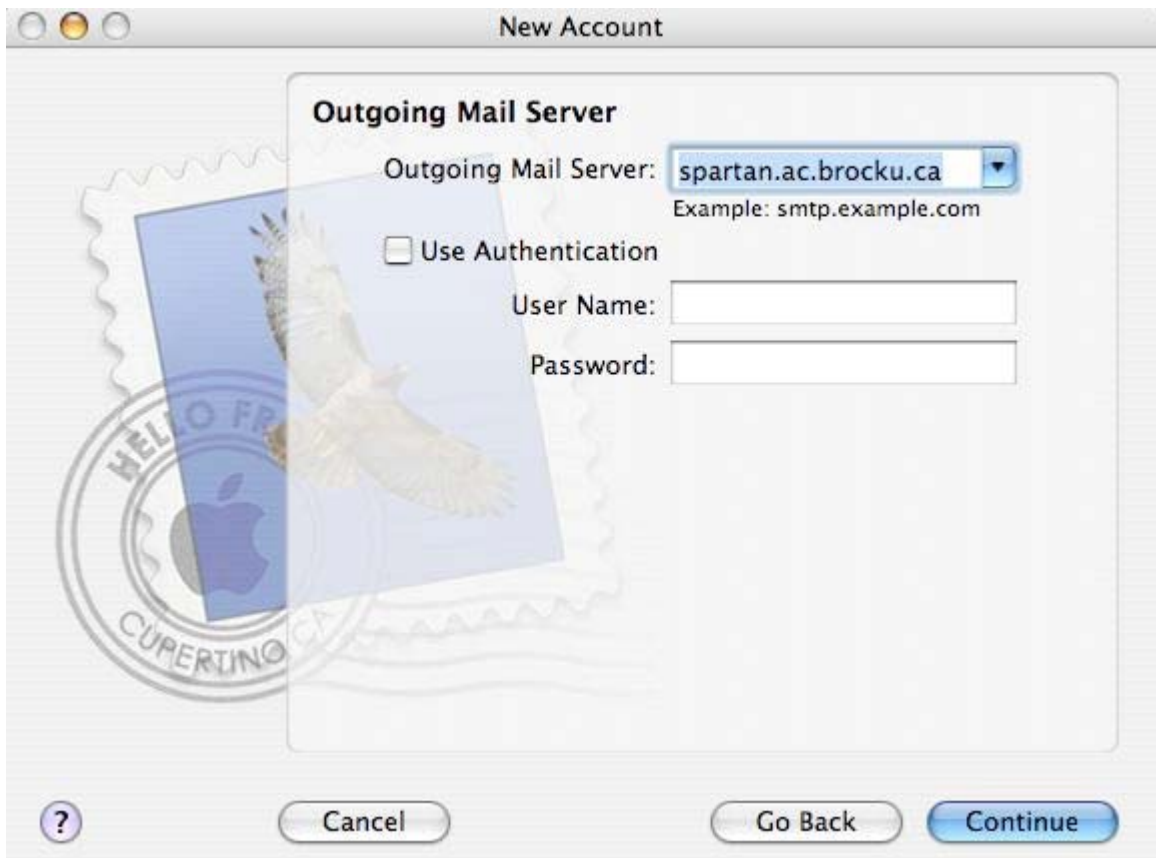 New Account
Outgoing Mail Server
Outgoing Mail Server: spartan.ac.brocku.ca
Example: smtp.example.com
Use Authentication
User Name:
Password:
HELLO FR
CUPERTINO CA
?
Cancel
Go Back
Continue